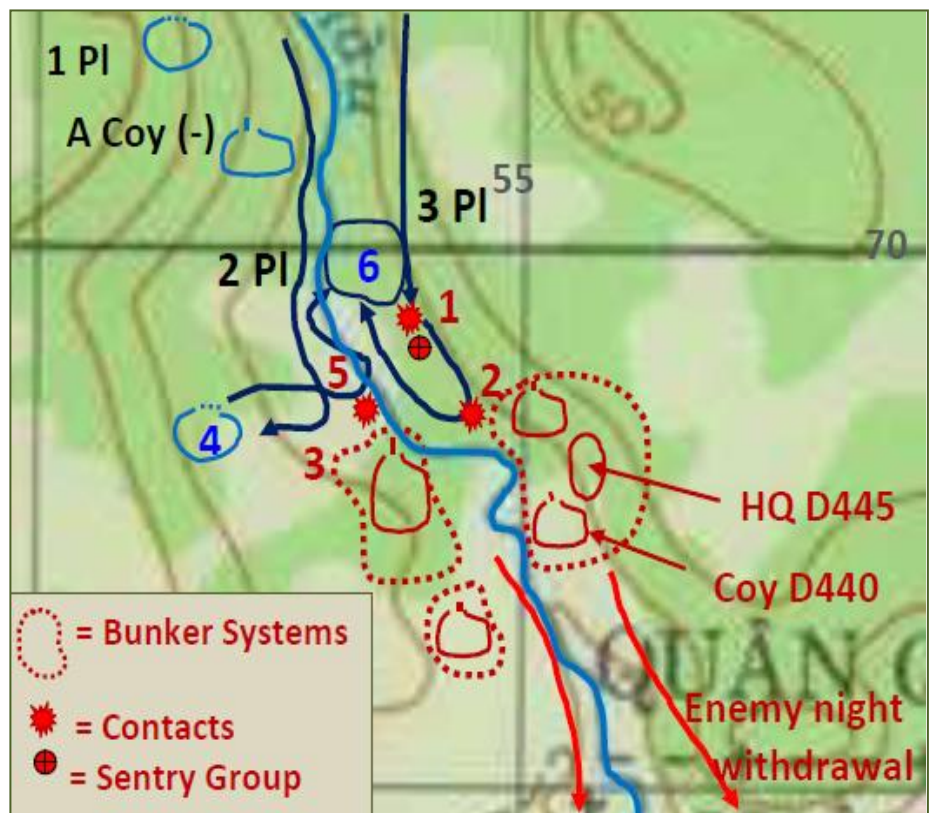 1 Pl
A Coy (-)
50
55
3 Pl
70
2 Pl
6
1
5
2
4
3
HQ D445
Coy D440
= Bunker Systems
QUÂN
Enemy night
withdrawal
= Contacts
= Sentry Group